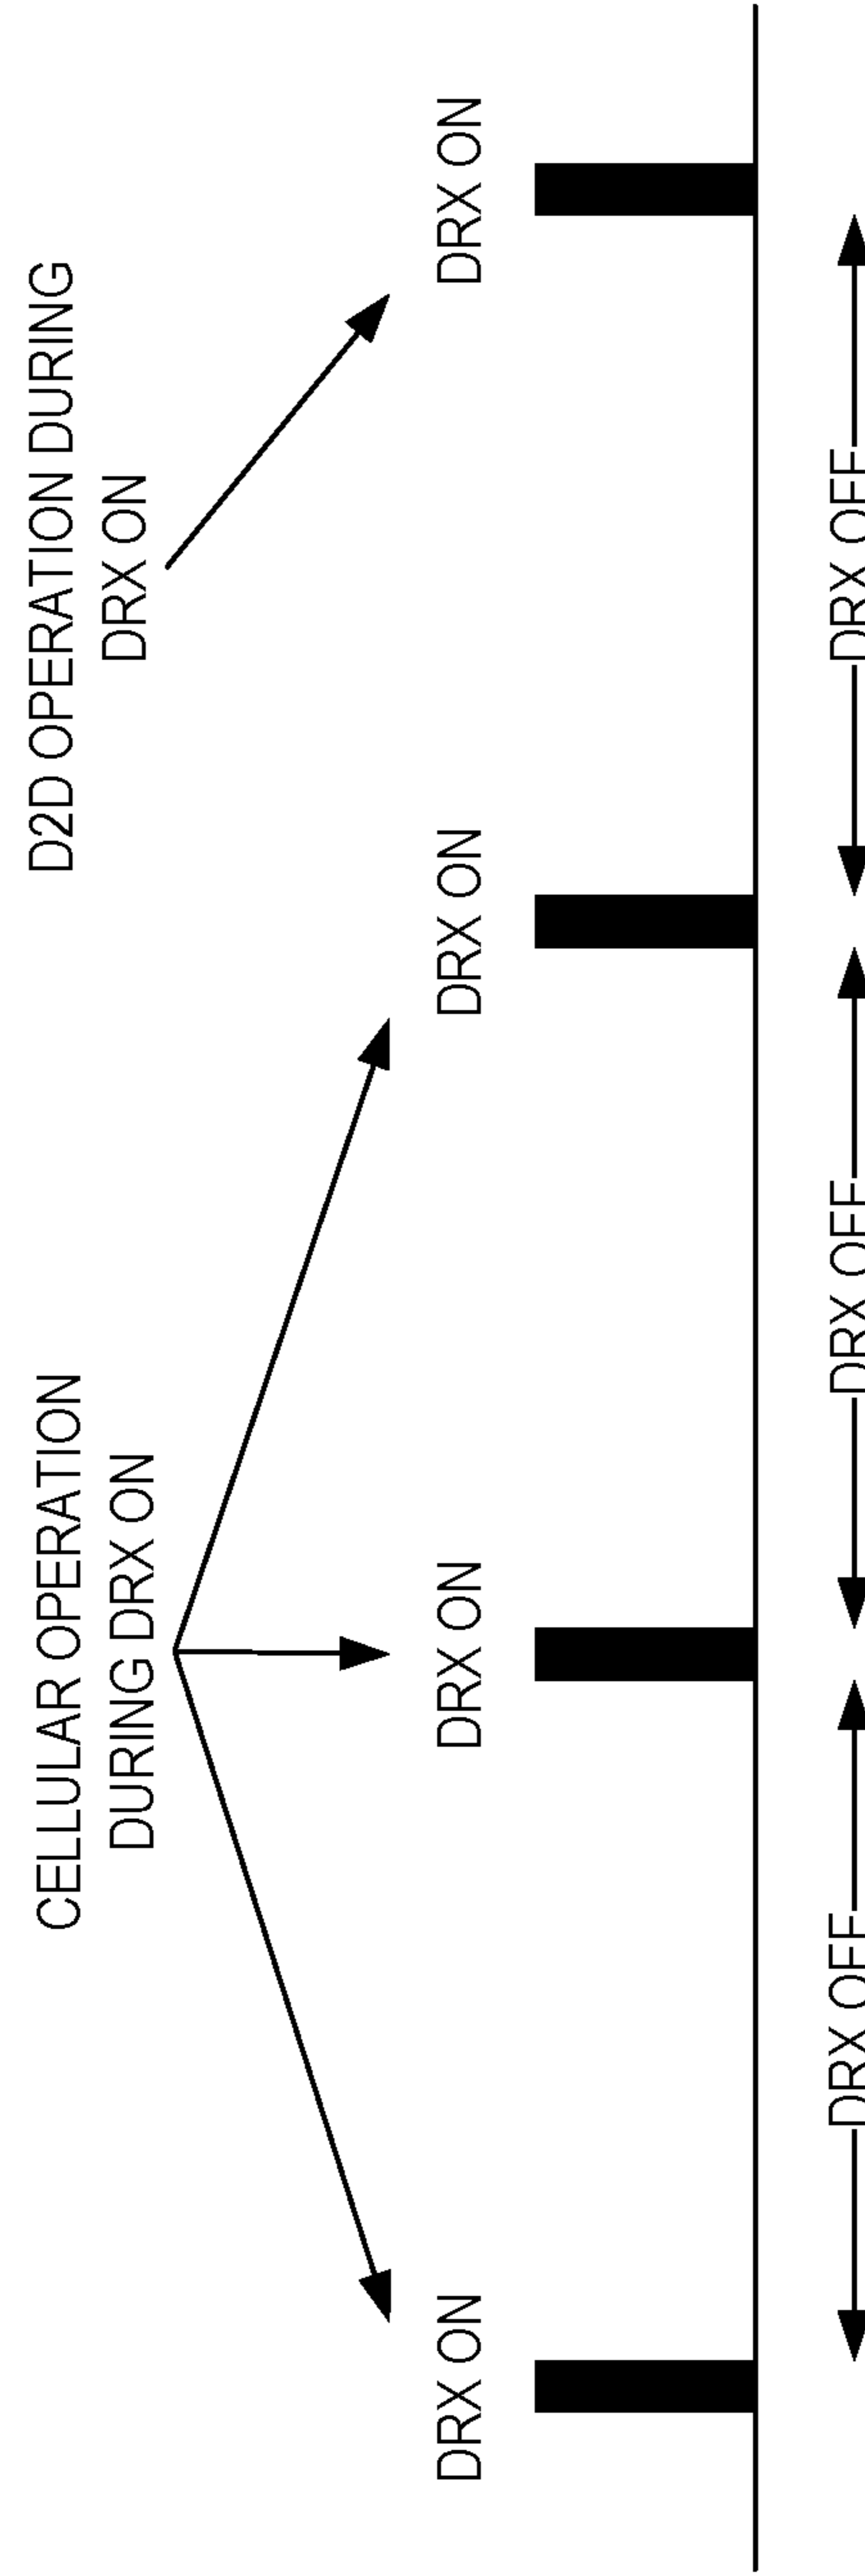 CELLULAR OPERATION
DURING DRX ON
D2D OPERATION DURING
DRX ON
DRX ON
DRX ON
DRX ON
DRX ON
DRX OFF
DRX OFF
DRX OFF